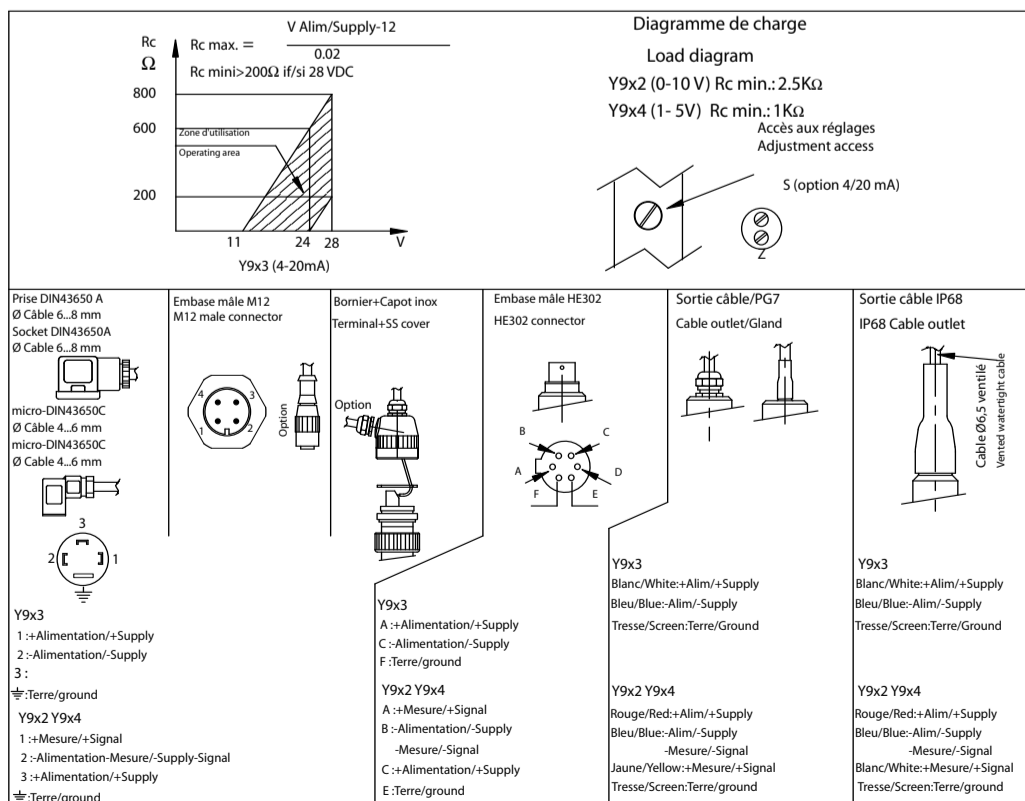 V Alim/Supply-12
Rc max. =
0.02
Rc
Ω
Rc mini>200Ω if/si 28 VDC
800
600
200
Zone d'utilisation
Operating area
11
24
28
V
Y9x3 (4-20mA)
Diagramme de charge
Load diagram
Y9x2 (0-10 V) Rc min.: 2.5KΩ
Y9x4 (1- 5V) Rc min.: 1KΩ
Accès aux réglages
Adjustment access
S (option 4/20 mA)
Z
Prise DIN43650 A
Ø Câble 6...8 mm
Socket DIN43650A
Ø Cable 6...8 mm
micro-DIN43650C
Ø Câble 4...6 mm
micro-DIN43650C
Ø Cable 4...6 mm
3
2
1
Y9x3
1 :+Alimentation/+Supply
2 :-Alimentation/-Supply
3 :
:Terre/ground
Y9x2 Y9x4
1 :+Mesure/+Signal
2 :-Alimentation-Mesure/-Supply-Signal
3 :+Alimentation/+Supply
:Terre/ground
Embase mâle M12
M12 male connector
4
3
1
2
Option
Bornier+Capot inox
Terminal+SS cover
Option
Embase mâle HE302
HE302 connector
B
C
A
D
F
E
Y9x3
A :+Alimentation/+Supply
C :-Alimentation/-Supply
F :Terre/ground
Y9x2 Y9x4
A :+Mesure/+Signal
B :-Alimentation/-Supply
-Mesure/-Signal
C :+Alimentation/+Supply
E :Terre/ground
Sortie câble/PG7
Cable outlet/Gland
Y9x3
Blanc/White:+Alim/+Supply
Bleu/Blue:-Alim/-Supply
Tresse/Screen:Terre/Ground
Y9x2 Y9x4
Rouge/Red:+Alim/+Supply
Bleu/Blue:-Alim/-Supply
-Mesure/-Signal
Jaune/Yellow:+Mesure/+Signal
Tresse/Screen:Terre/ground
Sortie câble IP68
IP68 Cable outlet
Cable Ø6,5 ventilé
Vented watertight cable
Y9x3
Blanc/White:+Alim/+Supply
Bleu/Blue:-Alim/-Supply
Tresse/Screen:Terre/Ground
Y9x2 Y9x4
Rouge/Red:+Alim/+Supply
Bleu/Blue:-Alim/-Supply
-Mesure/-Signal
Blanc/White:+Mesure/+Signal
Tresse/Screen:Terre/ground